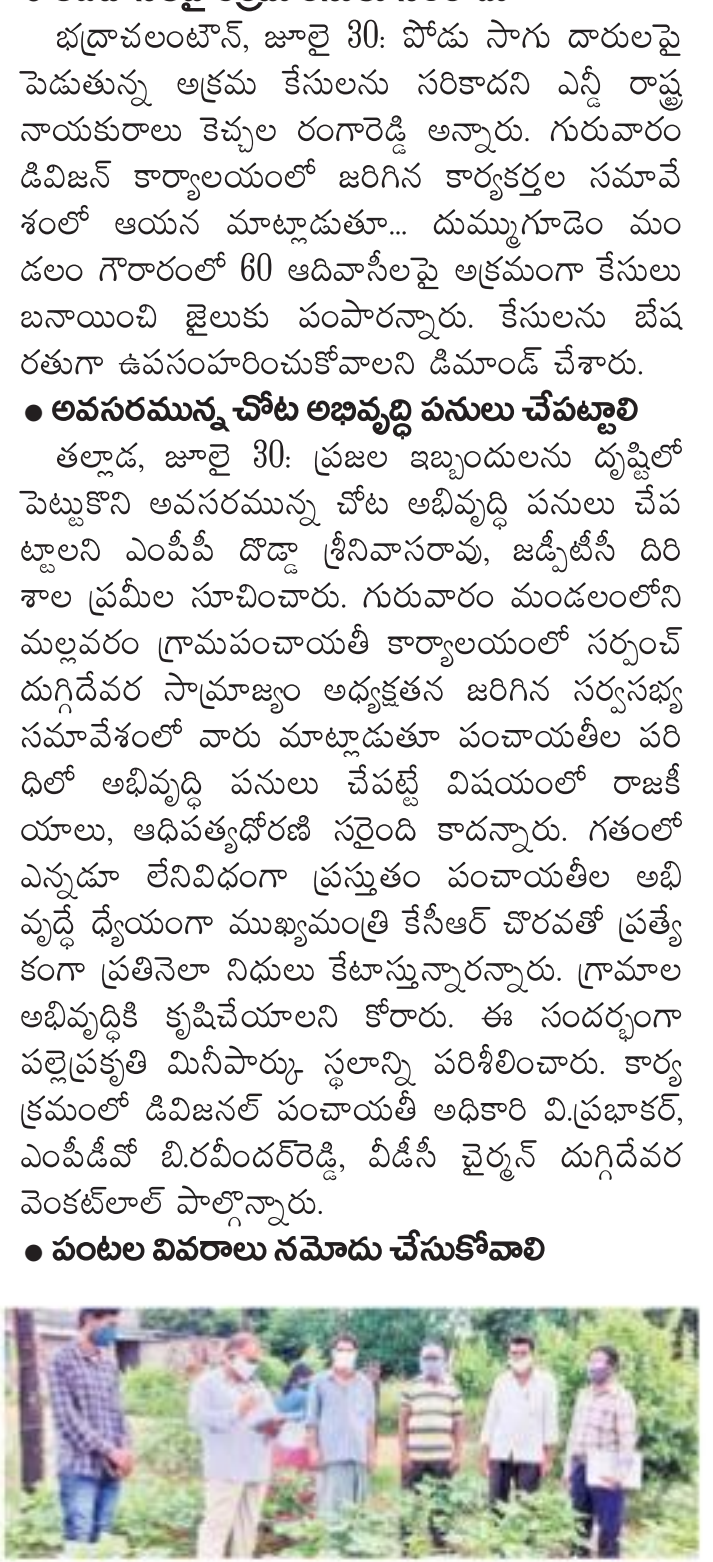 భద్రాచలంటౌన్, జూలై 30: పోడు సాగు దారులపై
పెడుతున్న అక్రమ కేసులను సరికాదని ఎన్డీ రాష్ట్ర
నాయకురాలు కెచ్చల రంగారెడ్డి అన్నారు. గురువారం
డివిజన్ కార్యాలయంలో జరిగిన కార్యకర్తల సమావే
శంలో ఆయన మాట్లాడుతూ... దుమ్ముగూడెం మం
డలం గౌరారంలో 60 ఆదివాసీలపై అక్రమంగా కేసులు
బనాయించి జైలుకు పంపారన్నారు. కేసులను బేష
రతుగా ఉపసంహరించుకోవాలని డిమాండ్ చేశారు.
● అవసరమున్న చోట అభివృద్ధి పనులు చేపట్టాలి
తల్లాడ, జూలై 30: ప్రజల ఇబ్బందులను దృష్టిలో
పెట్టుకొని అవసరమున్న చోట అభివృద్ధి పనులు చేప
ట్టాలని ఎంపీపీ దొడ్డా శ్రీనివాసరావు, జడ్పీటీసీ దిరి
శాల ప్రమీల సూచించారు. గురువారం మండలంలోని
మల్లవరం గ్రామపంచాయతీ కార్యాలయంలో సర్పంచ్
దుగ్గిదేవర సామ్రాజ్యం అధ్యక్షతన జరిగిన సర్వసభ్య
సమావేశంలో వారు మాట్లాడుతూ పంచాయతీల పరి
ధిలో అభివృద్ధి పనులు చేపట్టే విషయంలో రాజకీ
యాలు, ఆధిపత్యధోరణి సరైంది కాదన్నారు. గతంలో
ఎన్నడూ లేనివిధంగా ప్రస్తుతం పంచాయతీల అభి
వృద్ధే ధ్యేయంగా ముఖ్యమంత్రి కేసీఆర్ చొరవతో ప్రత్యే
కంగా ప్రతినెలా నిధులు కేటాస్తున్నారన్నారు. గ్రామాల
అభివృద్ధికి కృషిచేయాలని కోరారు. ఈ సందర్భంగా
పల్లెప్రకృతి మినీపార్కు స్థలాన్ని పరిశీలించారు. కార్య
క్రమంలో డివిజనల్ పంచాయతీ అధికారి వి.ప్రభాకర్,
ఎంపీడీవో బి.రవీందర్‌రెడ్డి, వీడీసీ చైర్మన్ దుగ్గిదేవర
వెంకట్‌లాల్ పాల్గొన్నారు.
● పంటల వివరాలు నమోదు చేసుకోవాలి